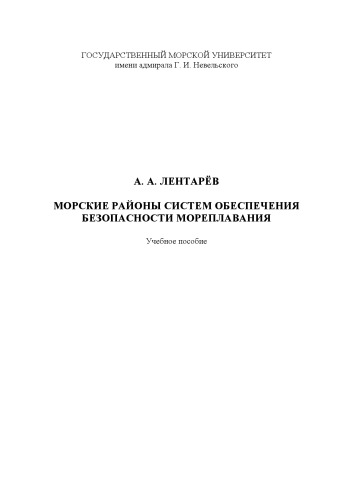 ГОСУДАРСТВЕННЫЙ МОРСКОЙ УНИВЕРСИТЕТ
имени адмирала Г. И. Невельского
А. А. ЛЕНТАРЁВ
МОРСКИЕ РАЙОНЫ СИСТЕМ ОБЕСПЕЧЕНИЯ
БЕЗОПАСНОСТИ МОРЕПЛАВАНИЯ
Учебное пособие